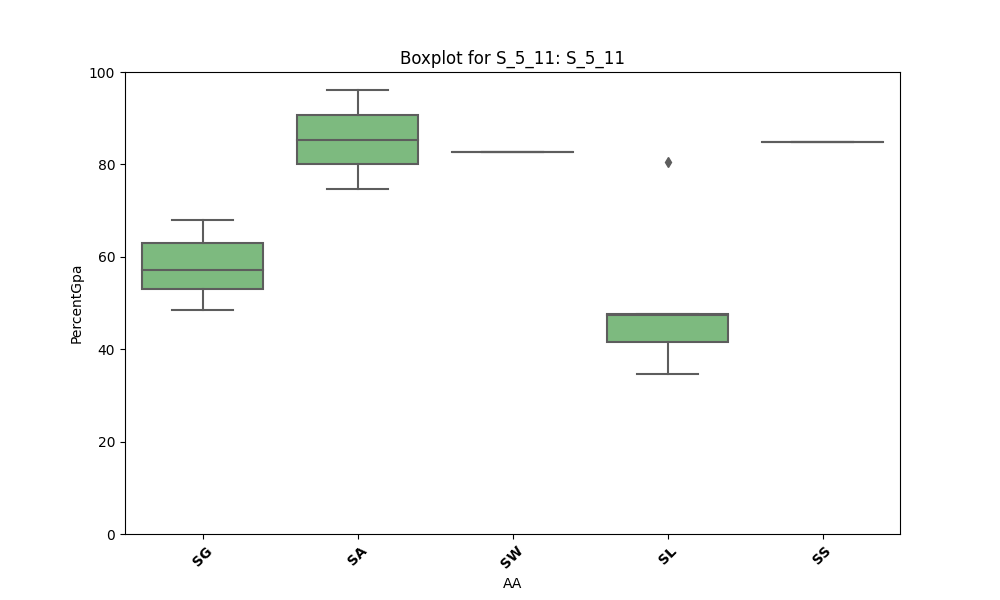 Boxplot for S_5_11: S_5_11
100
80
60
40
20
0
PercentGpa
SG
SA
SW
SL
SS
AA